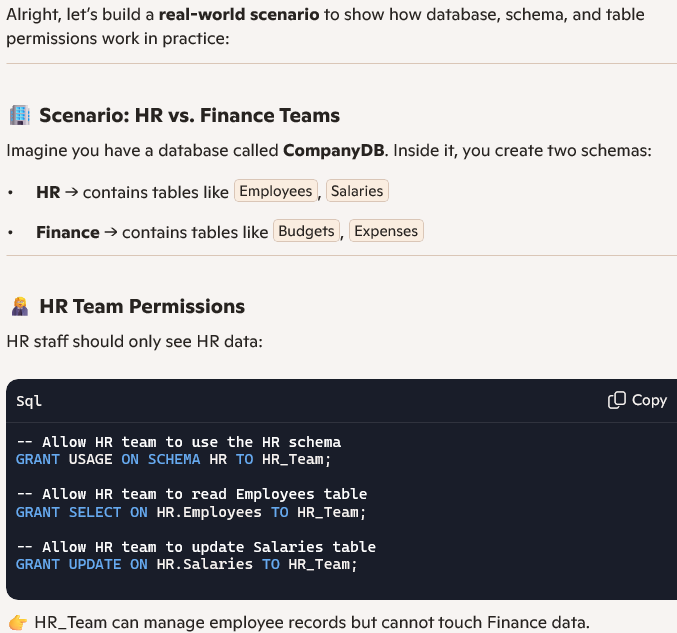 Alright, let's build a real-world scenario to show how database, schema, and table
permissions work in practice:
Scenario: HR vs. Finance Teams
Imagine you have a database called CompanyDB. Inside it, you create two schemas:
• HR → contains tables like Employees, Salaries
• Finance → contains tables like Budgets, Expenses
HR Team Permissions
HR staff should only see HR data:
Sql Copy
-- Allow HR team to use the HR schema
GRANT USAGE ON SCHEMA HR TO HR_Team;
-- Allow HR team to read Employees table
GRANT SELECT ON HR.Employees TO HR_Team;
-- Allow HR team to update Salaries table
GRANT UPDATE ON HR.Salaries TO HR_Team;
👉 HR_Team can manage employee records but cannot touch Finance data.